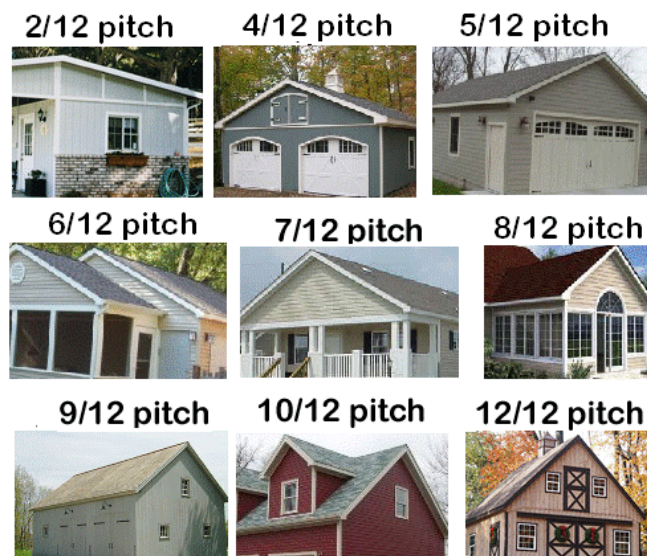 2/12 pitch
4/12 pitch
5/12 pitch
6/12 pitch
7/12 pitch
8/12 pitch
9/12 pitch
10/12 pitch
12/12 pitch